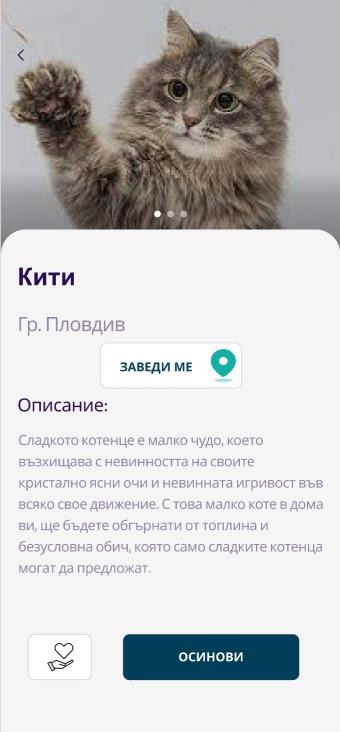 Кити
Гр. Пловдив
ЗАВЕДИ МЕ
Описание:
Сладкото котенце е малко чудо, което
възхищава с невинността на своите
кристално ясни очи и невинната игривост във
всяко свое движение. С това малко коте в дома
ви, ще бъдете обгърнати от топлина и
безусловна обич, която само сладките котенца
могат да предложат.
ОСИНОВИ